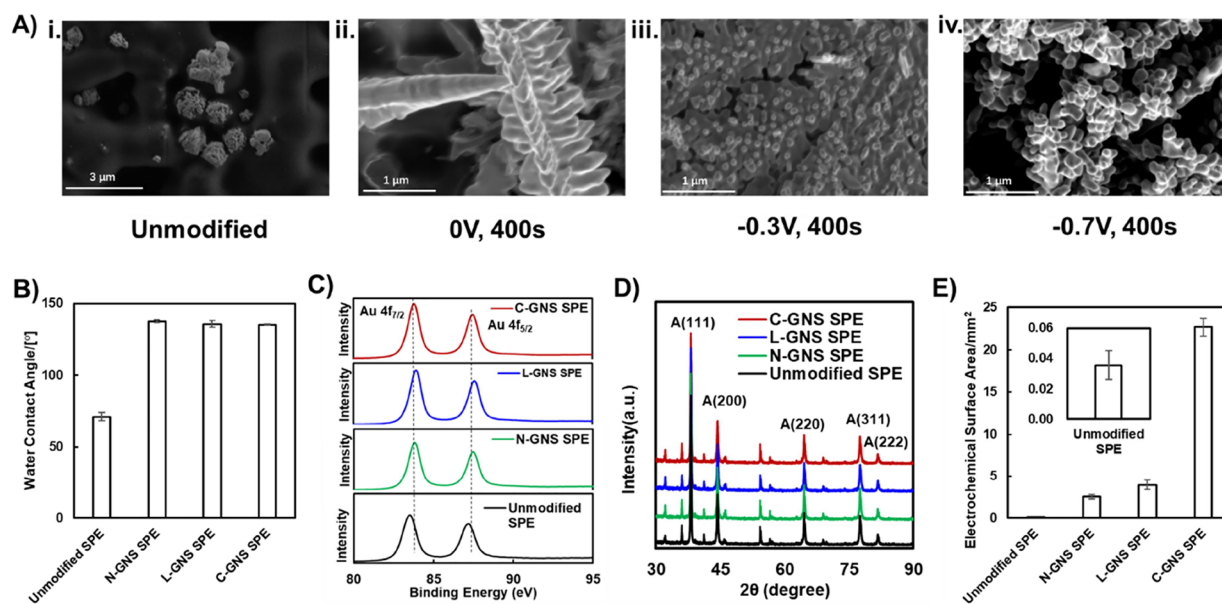 A)
i.
ii.
iii.
iv.
3 µm
1 µm
1 µm
1 µm
Unmodified
0V, 400s
-0.3V, 400s
-0.7V, 400s
B)
Water Contact Angle/[º]
150
100
50
0
Unmodified SPE
N-GNS SPE
L-GNS SPE
C-GNS SPE
C)
Au 4f7/2
Au 4f5/2
C-GNS SPE
L-GNS SPE
N-GNS SPE
Unmodified
SPE
Intensity
Intensity
Intensity
Intensity
80
85
90
95
Binding Energy (eV)
D)
Intensity(a.u.)
A(111)
C-GNS SPE
L-GNS SPE
N-GNS SPE
Unmodified SPE
A(200)
A(220)
A(311)
A(222)
30
45
60
75
90
2θ (degree)
E)
Electrochemical Surface Area/mm²
25
20
15
10
5
0
0.06
0.04
0.02
0.00
Unmodified
SPE
Unmodified SPE
N-GNS SPE
L-GNS SPE
C-GNS SPE